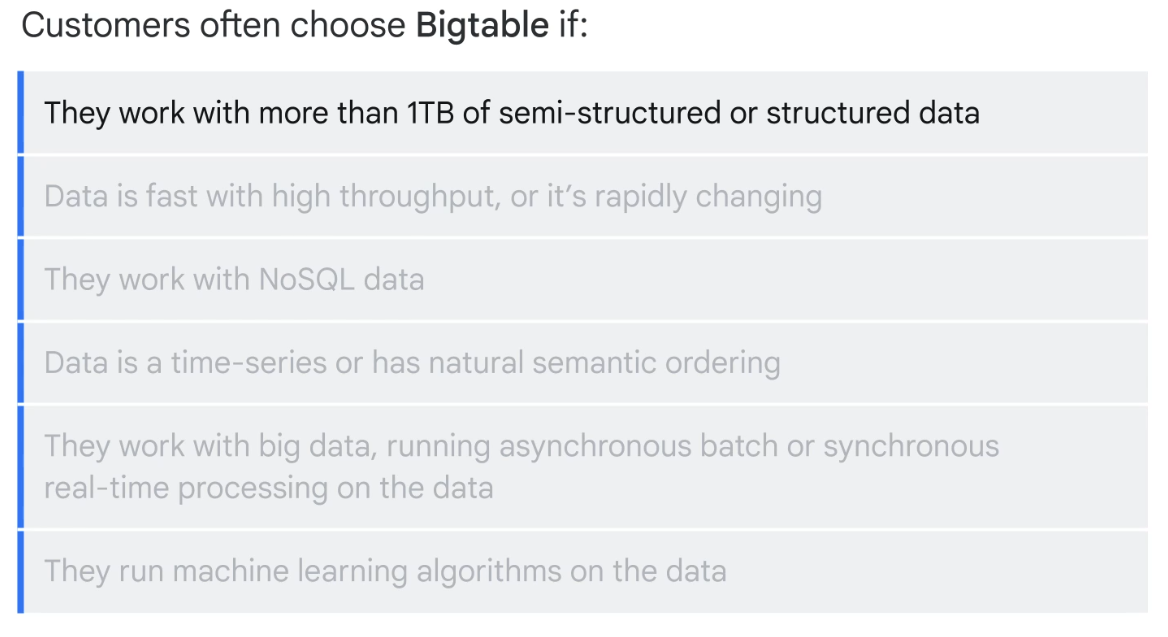 Customers often choose Bigtable if:
They work with more than 1TB of semi-structured or structured data
Data is fast with high throughput, or it’s rapidly changing
They work with NoSQL data
Data is a time-series or has natural semantic ordering
They work with big data, running asynchronous batch or synchronous
real-time processing on the data
They run machine learning algorithms on the data